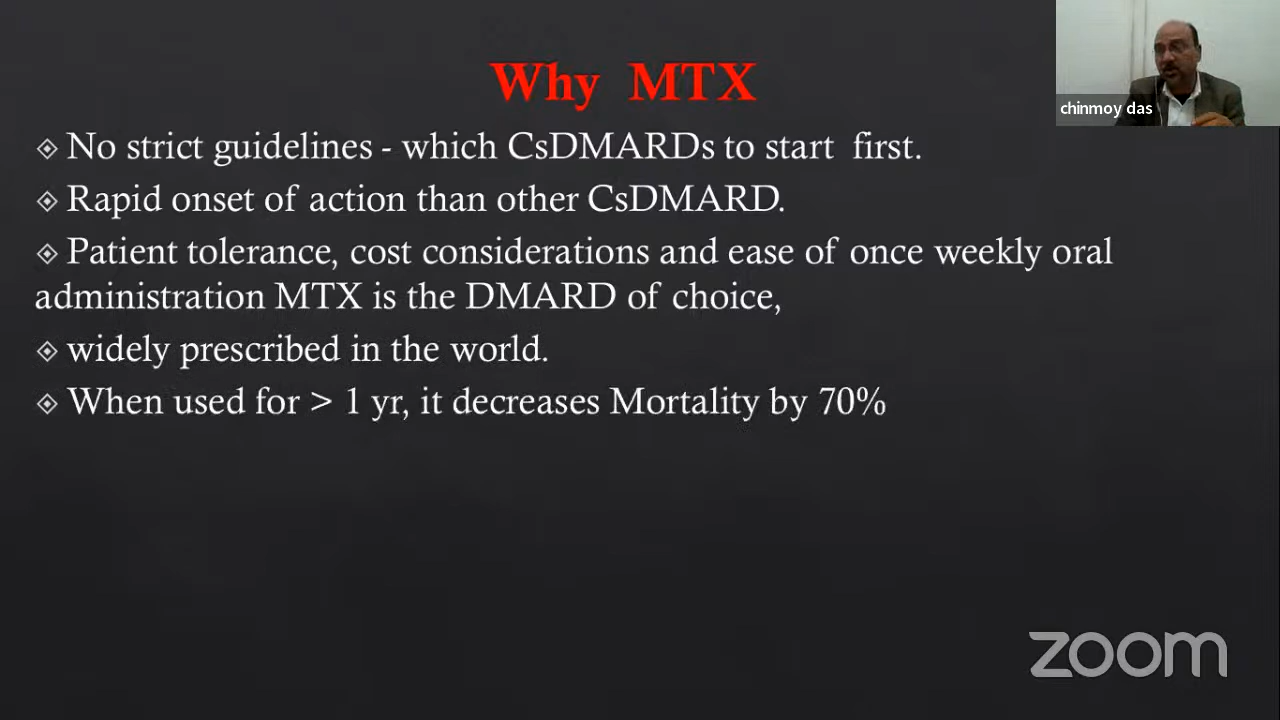 Why MTX
No strict guidelines - which CsDMARDs to start first.
Rapid onset of action than other CsDMARD.
Patient tolerance, cost considerations and ease of once weekly oral
administration MTX is the DMARD of choice,
widely prescribed in the world.
When used for > 1 yr, it decreases Mortality by 70%
chinmoy das
zoom